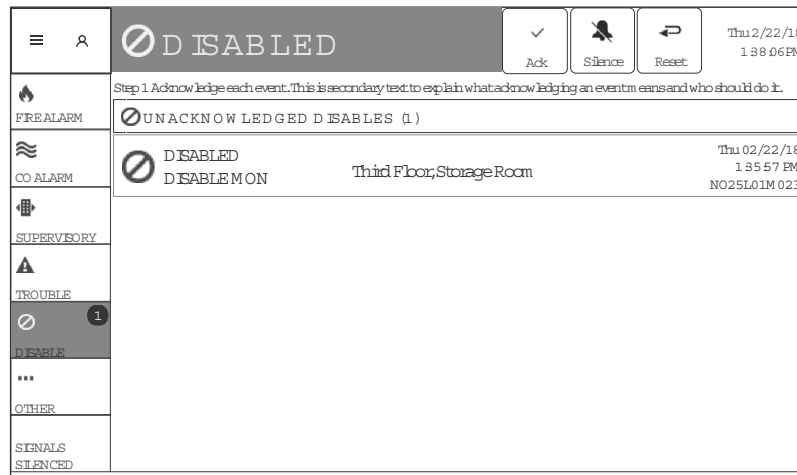 DISABLED
Ack
Silence
Reset
Thu 2/22/18
1:38:06 PM
Step 1 Acknowledge each event. This is secondary text to explain what acknowledging an event means and who should do it.
FIRE ALARM
UNACKNOWLEDGED DISABLES (1)
CO ALARM
DISABLED
DISABLE MON
Third Floor, Storage Room
Thu 02/22/18
1:35:57 PM
N025L01M023
SUPERVISORY
TROUBLE
1
DISABLE
OTHER
SIGNALS
SILENCED